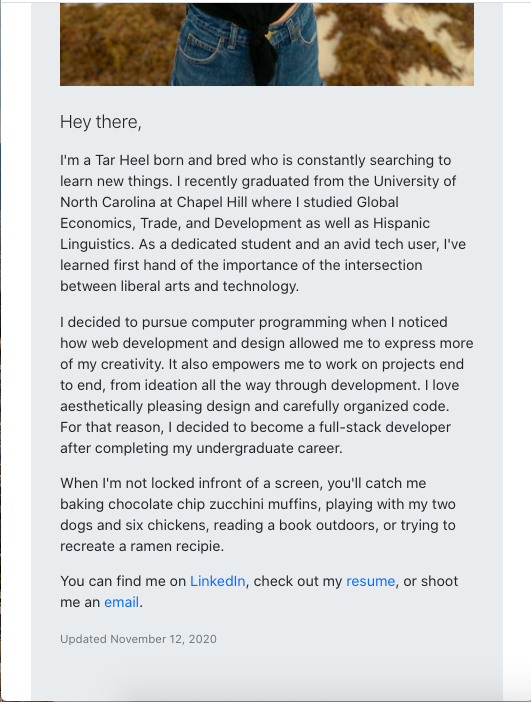 Hey there,
I'm a Tar Heel born and bred who is constantly searching to
learn new things. I recently graduated from the University of
North Carolina at Chapel Hill where I studied Global
Economics, Trade, and Development as well as Hispanic
Linguistics. As a dedicated student and an avid tech user, I've
learned first hand of the importance of the intersection
between liberal arts and technology.
I decided to pursue computer programming when I noticed
how web development and design allowed me to express more
of my creativity. It also empowers me to work on projects end
to end, from ideation all the way through development. I love
aesthetically pleasing design and carefully organized code.
For that reason, I decided to become a full-stack developer
after completing my undergraduate career.
When I'm not locked infront of a screen, you'll catch me
baking chocolate chip zucchini muffins, playing with my two
dogs and six chickens, reading a book outdoors, or trying to
recreate a ramen recipie.
You can find me on LinkedIn, check out my resume, or shoot
me an email.
Updated November 12, 2020